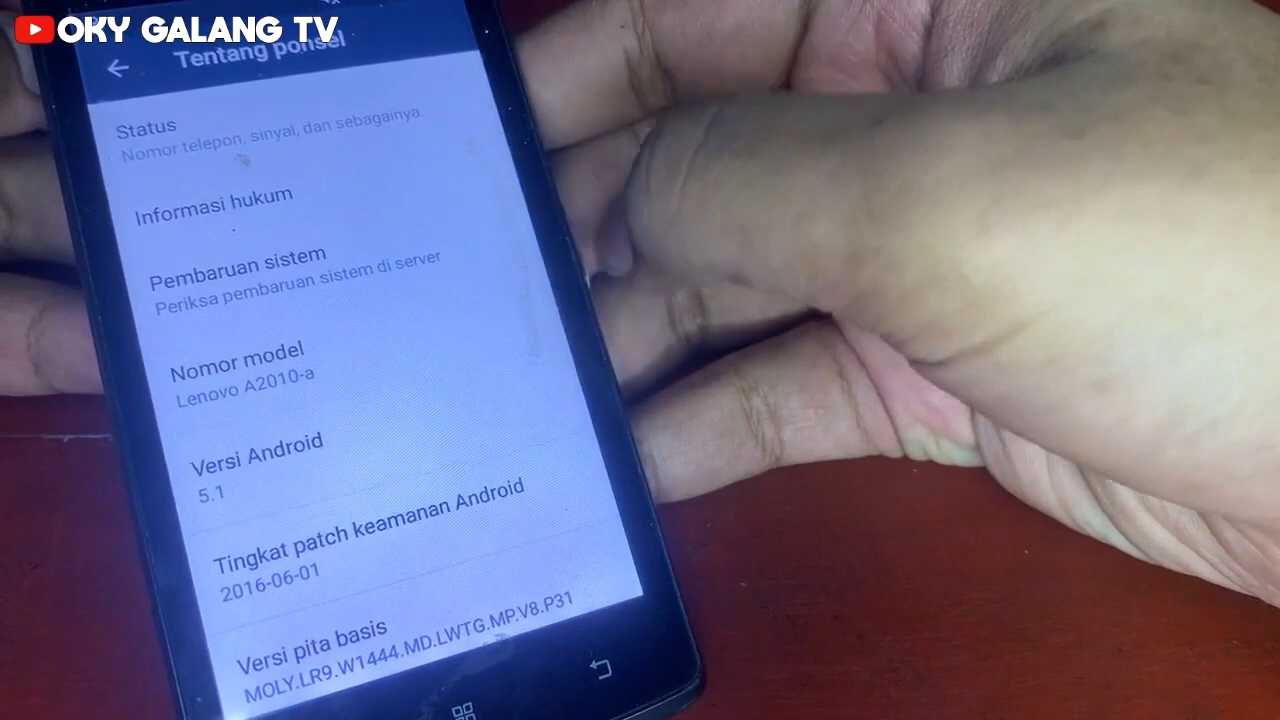 OKY GALANG TV
Tentang ponsel
Status
Nomor telepon, sinyal, dan sebagainya
Informasi hukum
Pembaruan sistem
Periksa pembaruan sistem di server
Nomor model
Lenovo A2010-a
Versi Android
5.1
Tingkat patch keamanan Android
2016-06-01
Versi pita basis
MOLY.LR9.W1444.MD.LWTG.MP.V8.P31